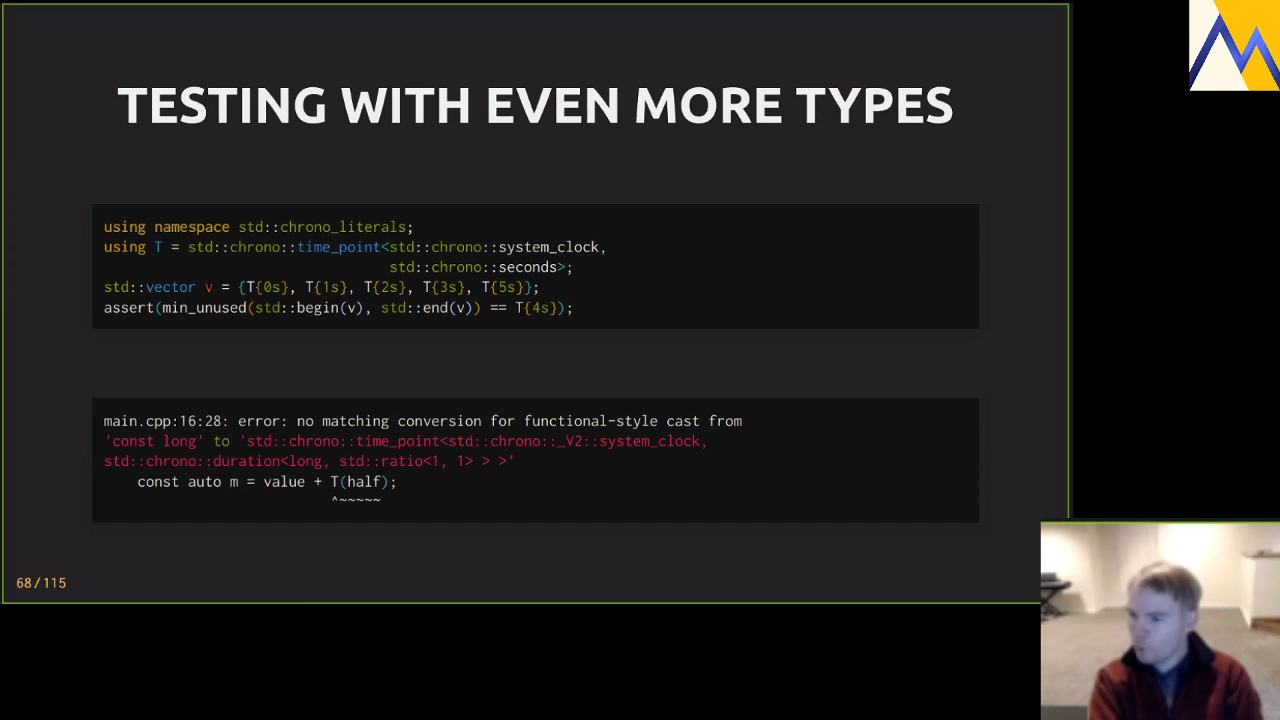 TESTING WITH EVEN MORE TYPES
using namespace std::chrono_literals;
using T = std::chrono::time_point<std::chrono::system_clock,
std::chrono::seconds>;
std::vector v = {T{0s}, T{1s}, T{2s}, T{3s}, T{5s}};
assert(min_unused(std::begin(v), std::end(v)) == T{4s});
main.cpp:16:28: error: no matching conversion for functional-style cast from
'const long' to 'std::chrono::time_point<std::chrono::_V2::system_clock,
std::chrono::duration<long, std::ratio<1, 1> > >'
const auto m = value + T(half);
^~~~~~
68/115